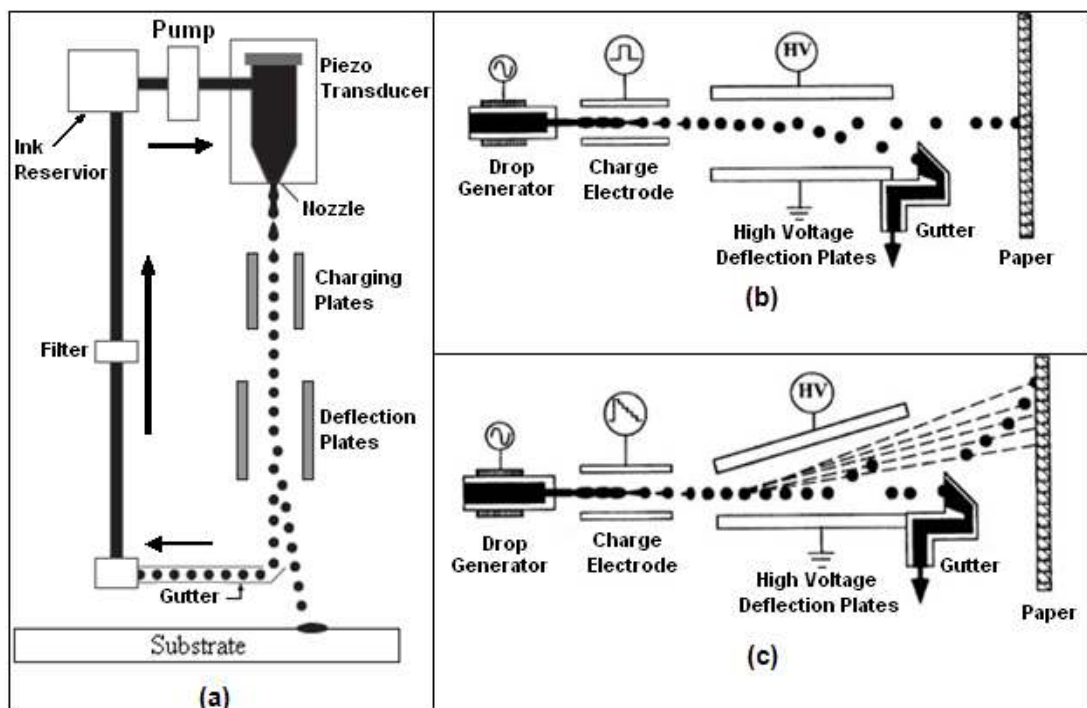 Pump
Piezo
Transducer
Ink
Reservior
Nozzle
Charging
Plates
Filter
Deflection
Plates
Gutter
Substrate
(a)
HV
Drop
Generator
Charge
Electrode
High Voltage
Deflection Plates
Gutter
Paper
(b)
HV
Drop
Generator
Charge
Electrode
High Voltage
Deflection Plates
Gutter
Paper
(c)